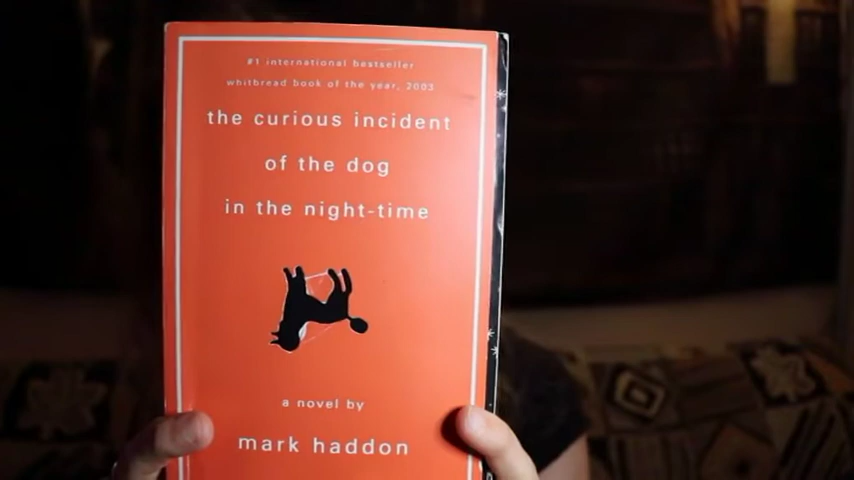 #1 international bestseller
whitbread book of the year, 2003
the curious incident
of the dog
in the night-time
a novel by
mark haddon